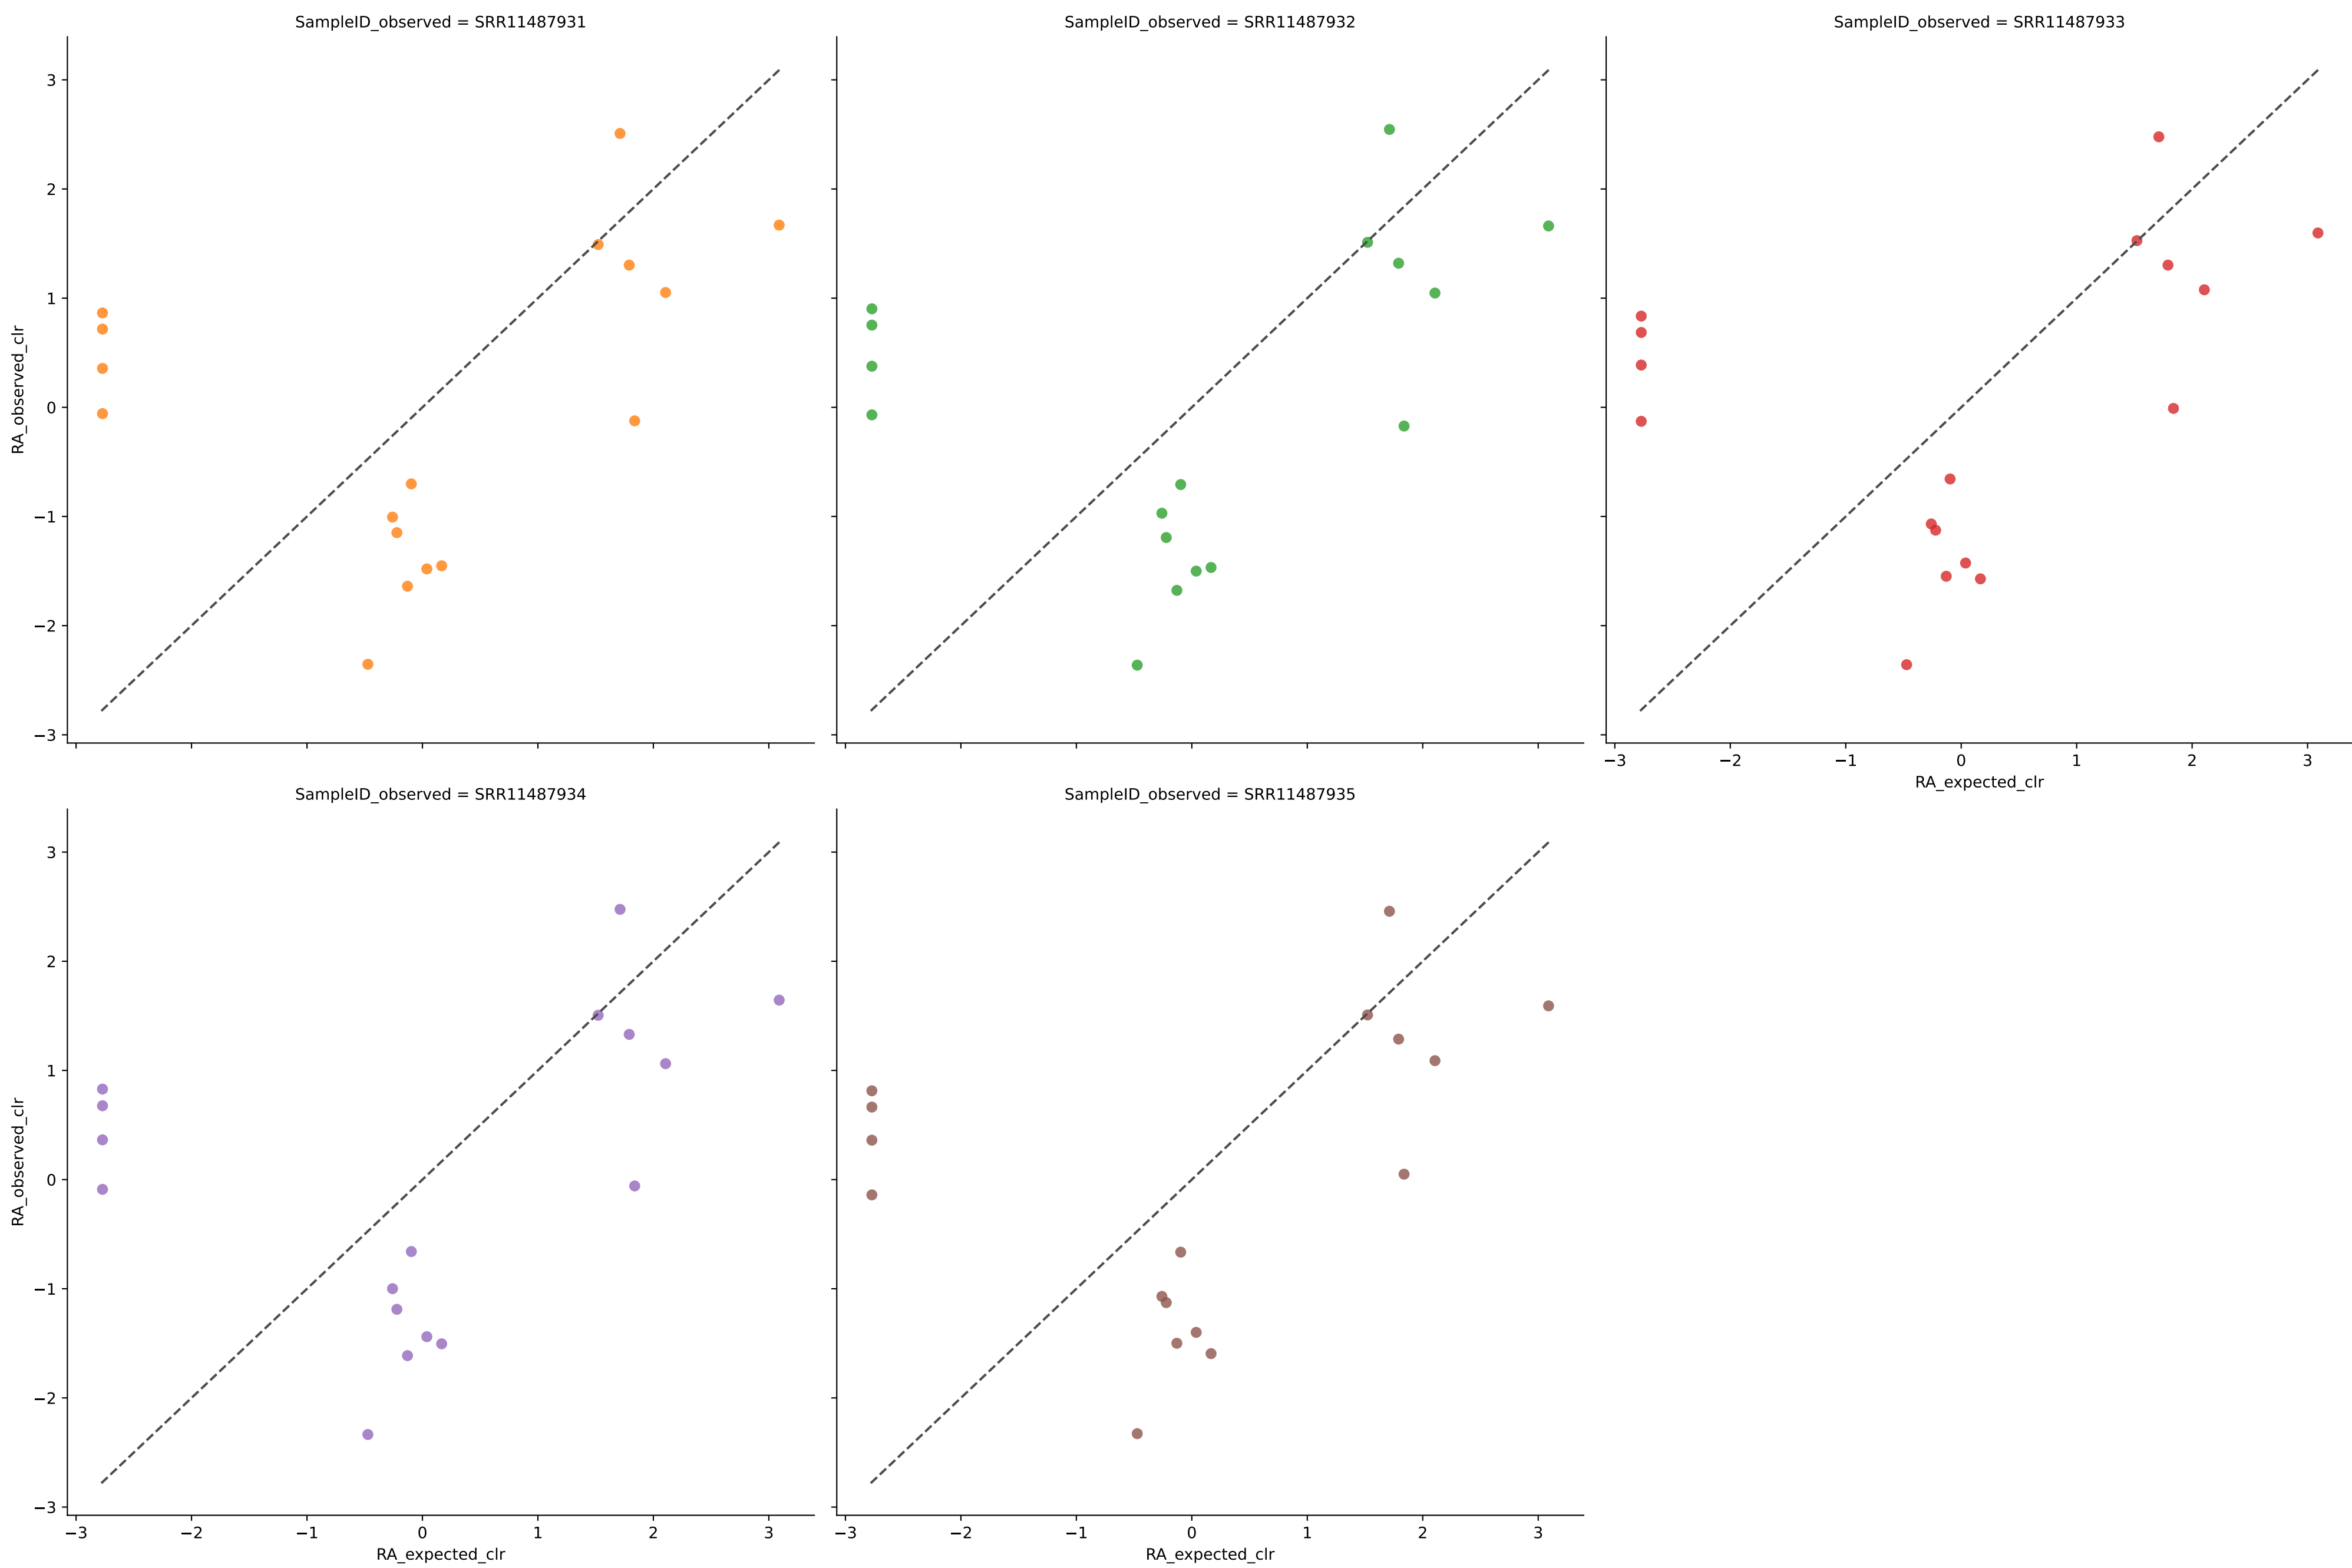 SampleID_observed = SRR11487931
SampleID_observed = SRR11487932
SampleID_observed = SRR11487933
3
2
1
0
−1
−2
−3
RA_observed_clr
−3 −2 −1 0 1 2 3
RA_expected_clr
SampleID_observed = SRR11487934
SampleID_observed = SRR11487935
3
2
1
0
−1
−2
−3
RA_observed_clr
−3 −2 −1 0 1 2 3
−3 −2 −1 0 1 2 3
RA_expected_clr
RA_expected_clr